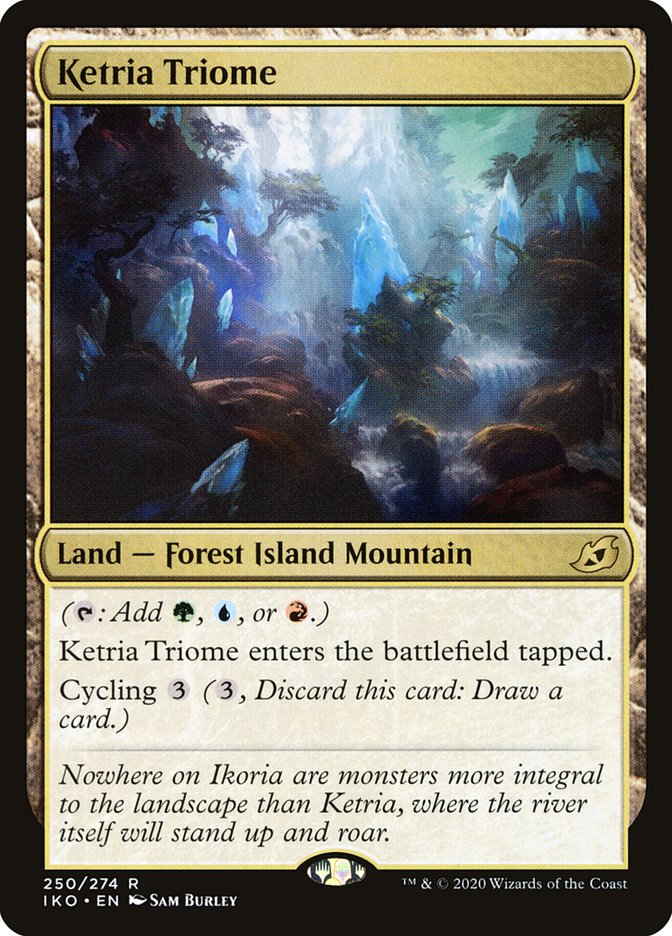 Ketria Triome
Land — Forest Island Mountain
(: Add , , or .)
Ketria Triome enters the battlefield tapped.
Cycling 3 (3, Discard this card: Draw a
card.)
Nowhere on Ikoria are monsters more integral
to the landscape than Ketria, where the river
itself will stand up and roar.
250/274 R
IKO • EN Sam Burley
™ & © 2020 Wizards of the Coast